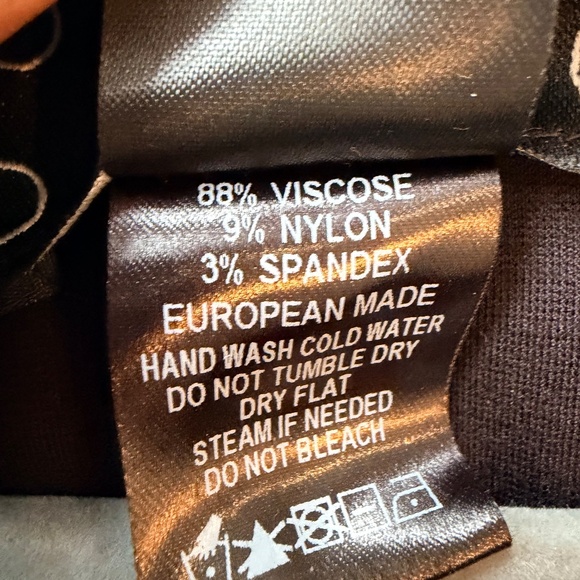 88% VISCOSE
9% NYLON
3% SPANDEX
EUROPEAN MADE
HAND WASH COLD WATER
DO NOT TUMBLE DRY
DRY FLAT
STEAM IF NEEDED
DO NOT BLEACH